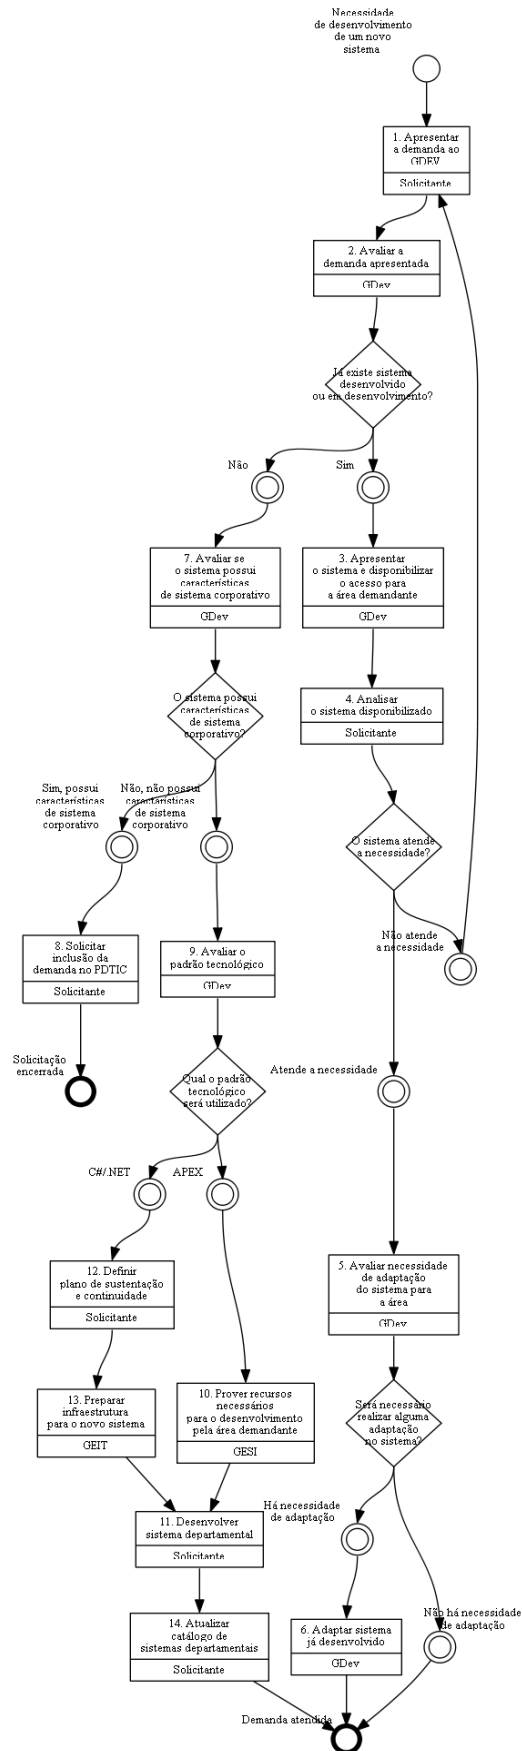 Necessidade
de desenvolvimento
de um novo
sistema
1. Apresentar
a demanda ao
GDEV
Solicitante
2. Avaliar a
demanda apresentada
GDev
Já existe sistema
desenvolvido
ou em desenvolvimento?
Não
Sim
7. Avaliar se
o sistema possui
características
de sistema corporativo
GDev
3. Apresentar
o sistema e disponibilizar
o acesso para
a área demandante
GDev
O sistema possui
características
de sistema
corporativo?
4. Analisar
o sistema disponibilizado
Solicitante
Sim, possui
características
de sistema
corporativo
Não, não possui
características
de sistema
corporativo
O sistema atende
a necessidade?
8. Solicitar
inclusão da
demanda no PDTIC
Solicitante
9. Avaliar o
padrão tecnológico
GDev
Não atende
a necessidade
Solicitação
encerrada
Qual o padrão
tecnológico
será utilizado?
Atende a necessidade
C#/.NET
APEX
12. Definir
plano de sustentação
e continuidade
Solicitante
5. Avaliar necessidade
de adaptação
do sistema para
a área
GDev
13. Preparar
infraestrutura
para o novo sistema
GEIT
10. Prover recursos
necessários
para o desenvolvimento
pela área demandante
GESI
Será necessário
realizar alguma
adaptação
no sistema?
11. Desenvolver
sistema departamental
Solicitante
Há necessidade
de adaptação
14. Atualizar
catálogo de
sistemas departamentais
Solicitante
6. Adaptar sistema
já desenvolvido
GDev
Não há necessidade
de adaptação
Demanda atendida